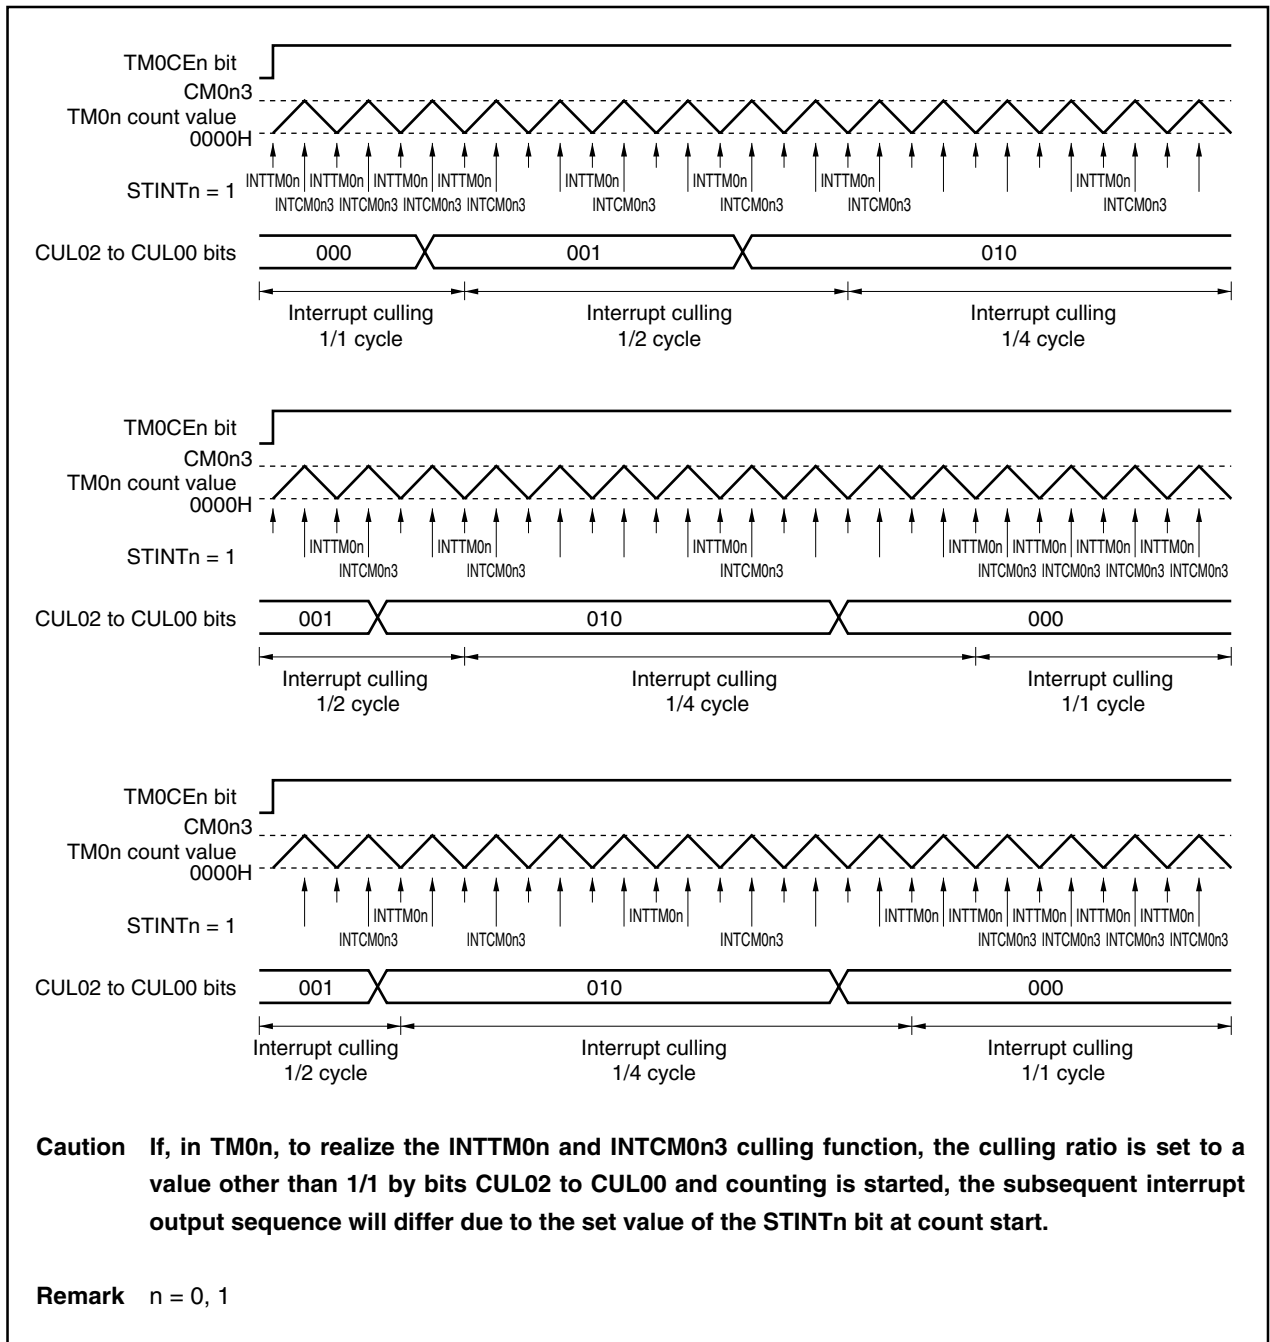 TM0CEn bit
CM0n3
TM0n count value
0000H
INTTM0n INTTM0n INTTM0n INTTM0n INTTM0n INTTM0n INTTM0n INTTM0n
STINTn = 1
INTCM0n3 INTCM0n3 INTCM0n3 INTCM0n3 INTCM0n3 INTCM0n3 INTCM0n3 INTCM0n3
CUL02 to CUL00 bits 000 001 010
Interrupt culling Interrupt culling Interrupt culling
1/1 cycle 1/2 cycle 1/4 cycle
TM0CEn bit
CM0n3
TM0n count value
0000H
INTTM0n INTTM0n INTTM0n INTTM0n INTTM0n INTTM0n INTTM0n
STINTn = 1
INTCM0n3 INTCM0n3 INTCM0n3 INTCM0n3 INTCM0n3 INTCM0n3 INTCM0n3
CUL02 to CUL00 bits 001 010 000
Interrupt culling Interrupt culling Interrupt culling
1/2 cycle 1/4 cycle 1/1 cycle
TM0CEn bit
CM0n3
TM0n count value
0000H
INTTM0n INTTM0n INTTM0n INTTM0n INTTM0n INTTM0n INTTM0n
STINTn = 1
INTCM0n3 INTCM0n3 INTCM0n3 INTCM0n3 INTCM0n3 INTCM0n3 INTCM0n3
CUL02 to CUL00 bits 001 010 000
Interrupt culling Interrupt culling Interrupt culling
1/2 cycle 1/4 cycle 1/1 cycle
Caution If, in TM0n, to realize the INTTM0n and INTCM0n3 culling function, the culling ratio is set to a
value other than 1/1 by bits CUL02 to CUL00 and counting is started, the subsequent interrupt
output sequence will differ due to the set value of the STINTn bit at count start.
Remark n = 0, 1